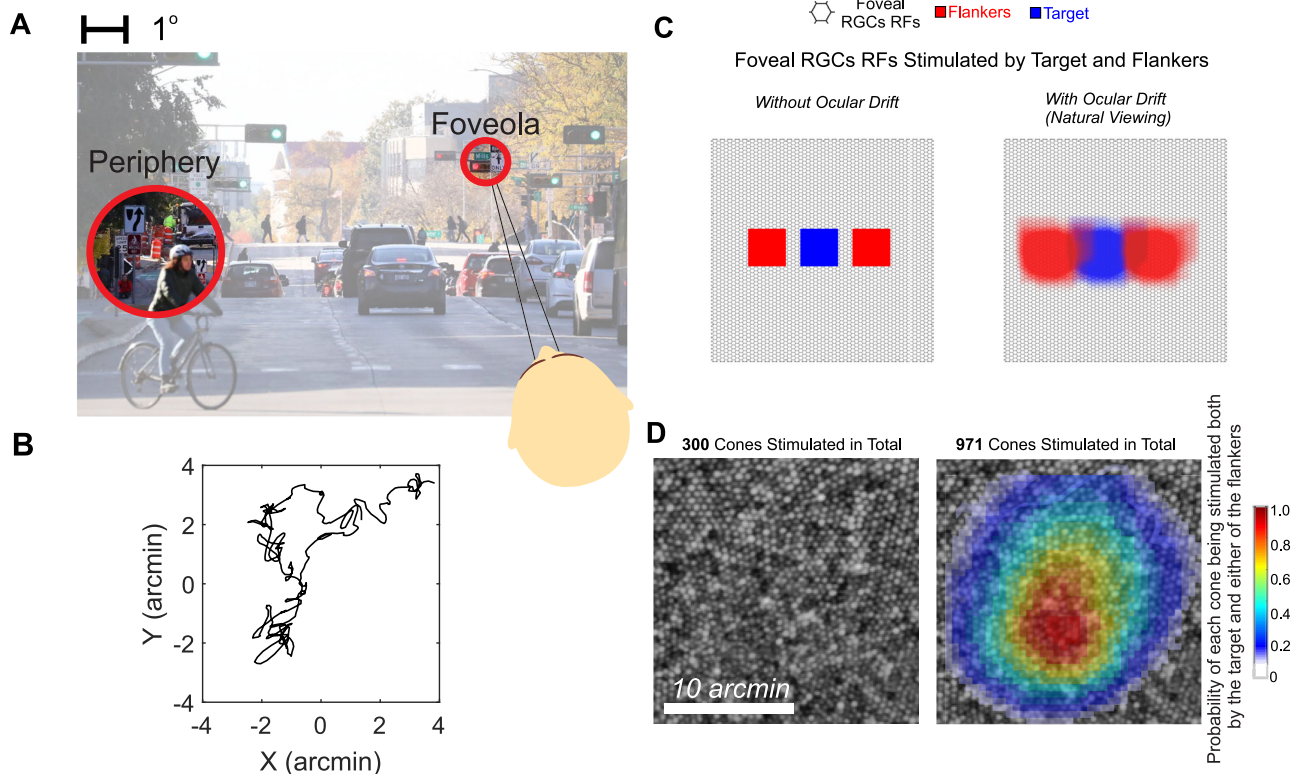 A
1°
Periphery
Foveola
B
4
2
0
-2
-4
-4
-2
0
2
4
Y (arcmin)
X (arcmin)
C
Foveal
RGCs RFs
Flankers
Target
Foveal RGCs RFs Stimulated by Target and Flankers
Without Ocular Drift
With Ocular Drift
(Natural Viewing)
D
300 Cones Stimulated in Total
971 Cones Stimulated in Total
10 arcmin
Probability of each cone being stimulated both
by the target and either of the flankers
1.0
0.8
0.6
0.4
0.2
0